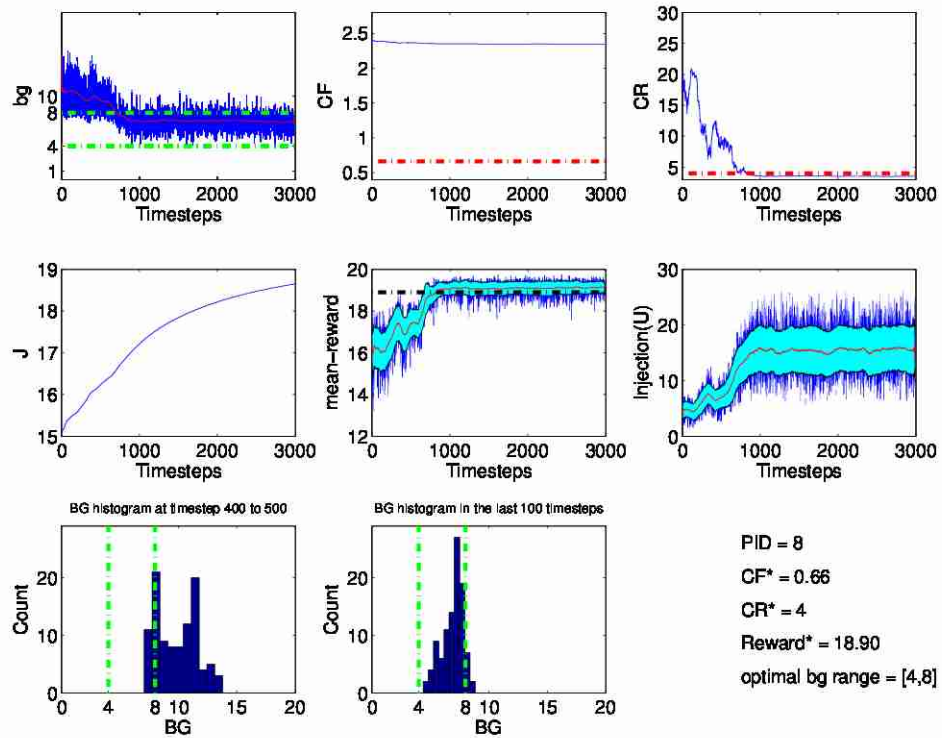 bg
10
8
4
1
0 1000 2000 3000
Timesteps
CF
2.5
2
1.5
1
0.5
0 1000 2000 3000
Timesteps
CR
30
25
20
15
10
5
0 1000 2000 3000
Timesteps
J
19
18
17
16
15
0 1000 2000 3000
Timesteps
mean-reward
20
18
16
14
12
0 1000 2000 3000
Timesteps
Injection(U)
30
20
10
0
0 1000 2000 3000
Timesteps
BG histogram at timestep 400 to 500
Count
20
10
0
0 4 8 10 15 20
BG
BG histogram in the last 100 timesteps
Count
20
10
0
0 4 8 10 15 20
BG
PID = 8
CF* = 0.66
CR* = 4
Reward* = 18.90
optimal bg range = [4,8]